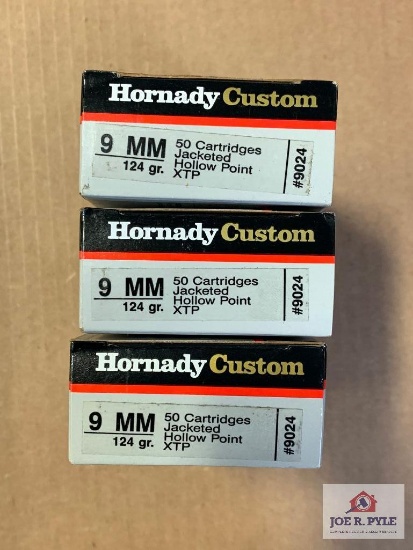 Hornady Custom
9 MM
124 gr.
50 Cartridges
Jacketed
Hollow Point
XTP
#9024
Hornady Custom
9 MM
124 gr.
50 Cartridges
Jacketed
Hollow Point
XTP
#9024
Hornady Custom
9 MM
124 gr.
50 Cartridges
Jacketed
Hollow Point
XTP
#9024
JOE R. PYLE